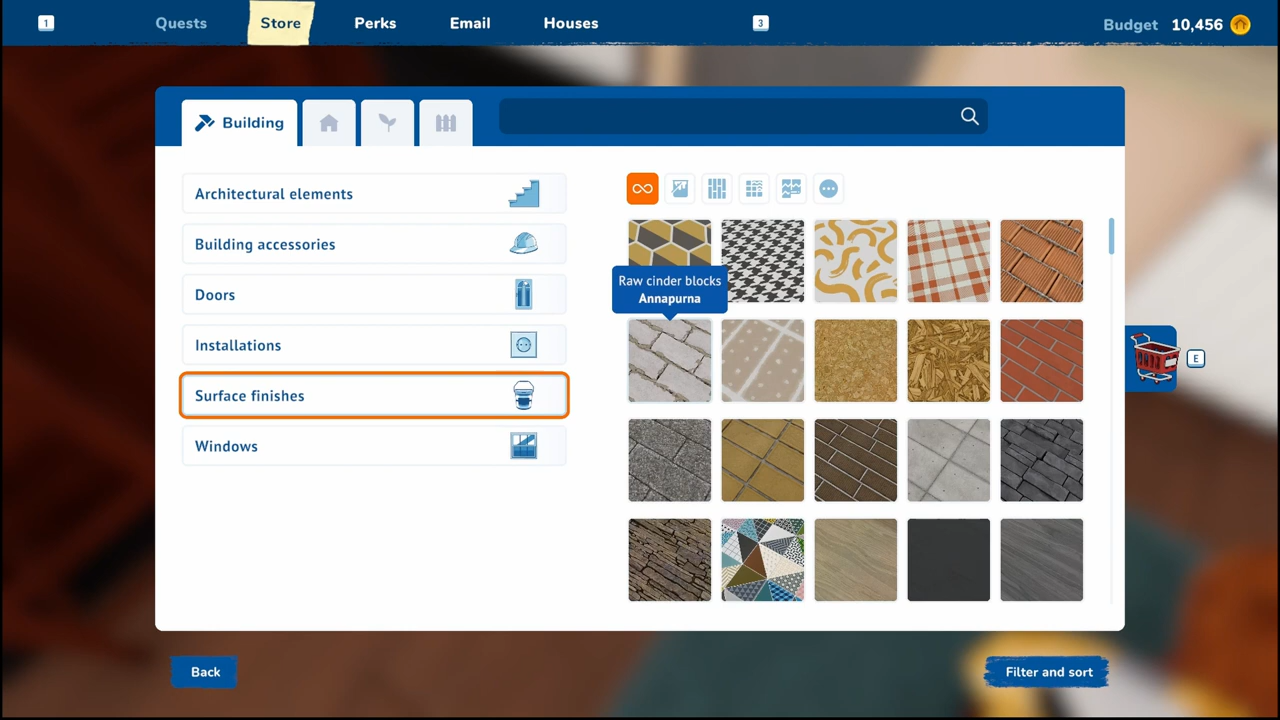 1
Quests
Store
Perks
Email
Houses
3
Budget 10,456
Building
Architectural elements
Building accessories
Doors
Installations
Surface finishes
Windows
Raw cinder blocks
Annapurna
E
Back
Filter and sort